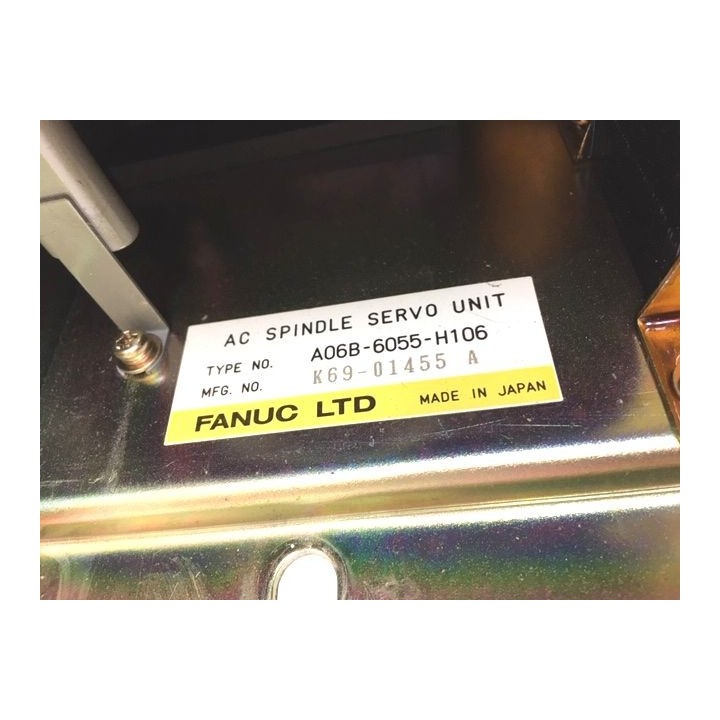 AC SPINDLE SERVO UNIT
TYPE NO. A06B-6055-H106
MFG. NO. K69-01455 A
FANUC LTD MADE IN JAPAN